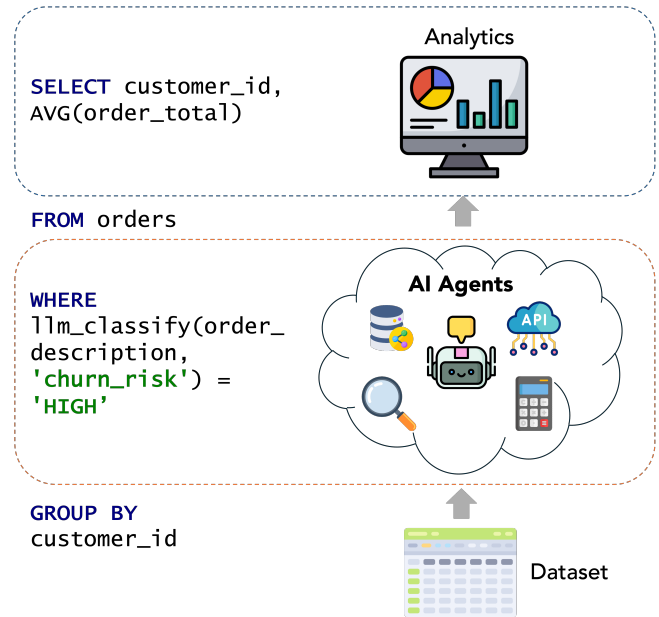 Analytics
SELECT customer_id,
AVG(order_total)
FROM orders
AI Agents
WHERE
llm_classify(order_
description,
'churn_risk') =
'HIGH’
API
GROUP BY
customer_id
Dataset